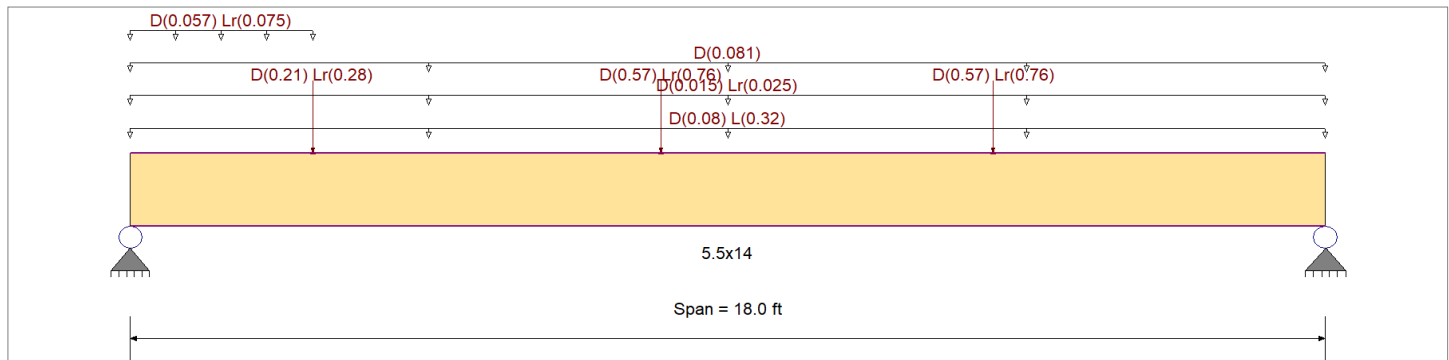 D(0.057) Lr(0.075)
D(0.081)
D(0.21) Lr(0.28)
D(0.57) Lr(0.76)
D(0.57) Lr(0.76)
D(0.015) Lr(0.025)
D(0.08) L(0.32)
5.5x14
Span = 18.0 ft